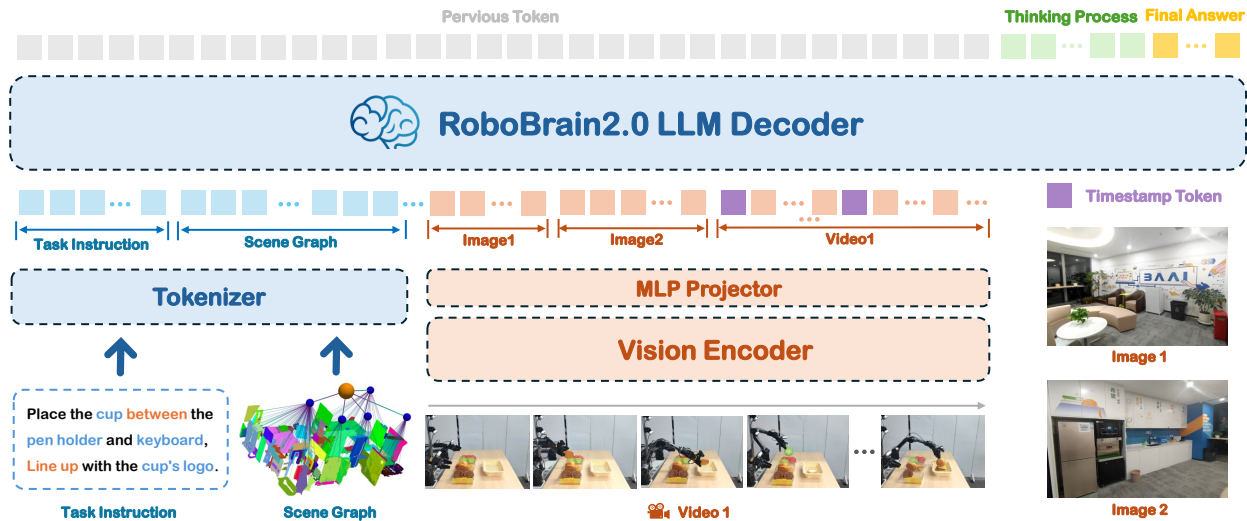 Pervious Token
Thinking Process
Final Answer
RoboBrain2.0 LLM Decoder
Task Instruction
Scene Graph
Image1
Image2
Video1
Timestamp Token
Tokenizer
MLP Projector
Vision Encoder
BAAI
Image 1
Place the cup between the
pen holder and keyboard,
Line up with the cup's logo.
Task Instruction
Scene Graph
Video 1
Image 2